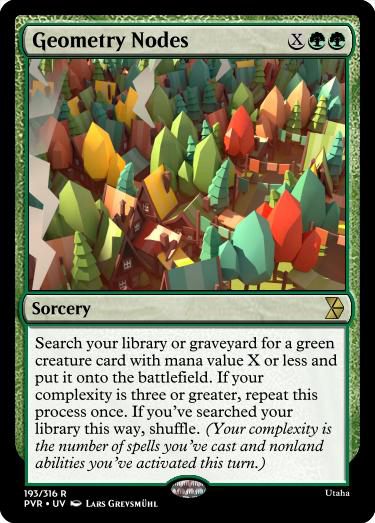 Geometry Nodes X
Sorcery
Search your library or graveyard for a green
creature card with mana value X or less and
put it onto the battlefield. If your
complexity is three or greater, repeat this
process once. If you’ve searched your
library this way, shuffle. (Your complexity is
the number of spells you’ve cast and nonland
abilities you’ve activated this turn.)
193/316 R
Utaha
PVR • UV Lars Grevsmühl